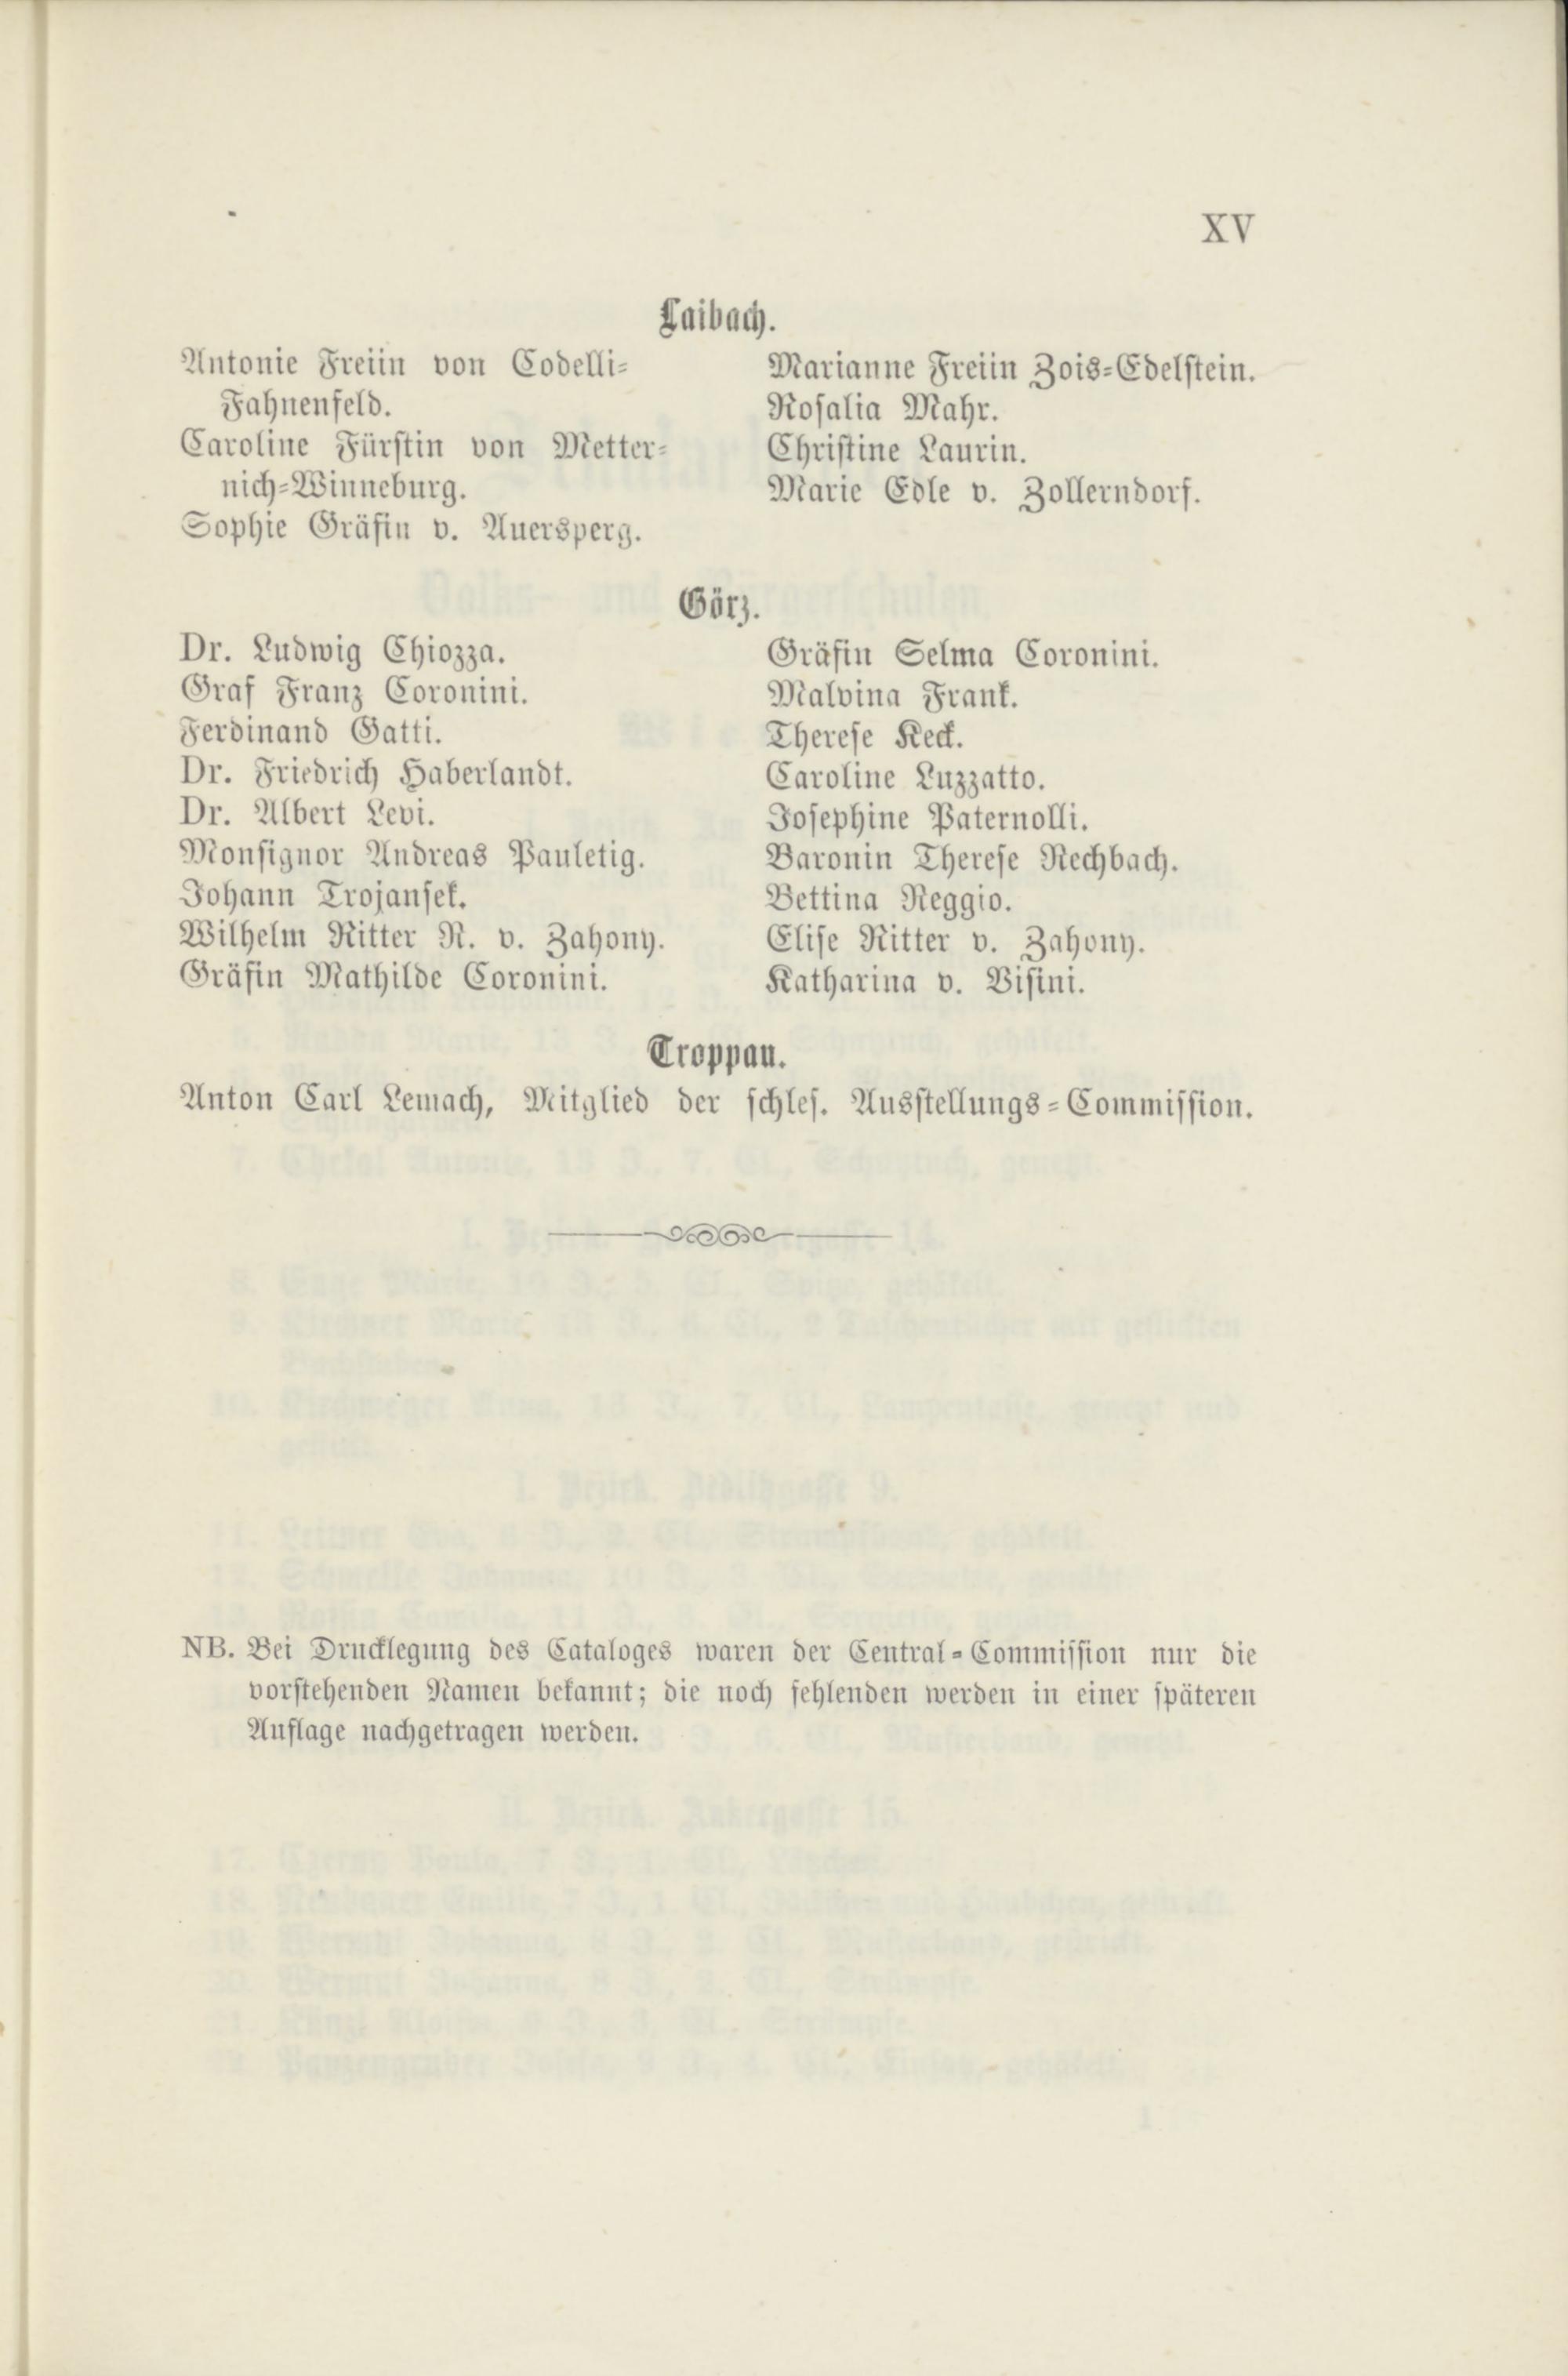 XV
Laibach.
Antonie Freiin von Codelli-
Fahnenfeld.
Caroline Fürstin von Metter-
nich-Winneburg.
Sophie Gräfin v. Auersperg.
Marianne Freiin Zois-Edelstein.
Rosalia Mahr.
Christine Laurin.
Marie Edle v. Zollerndorf.
Görz.
Dr. Ludwig Chiozza.
Graf Franz Coronini.
Ferdinand Gatti.
Dr. Friedrich Haberlandt.
Dr. Albert Levi.
Monsignor Andreas Pauletig.
Johann Trojansek.
Wilhelm Ritter R. v. Zahony.
Gräfin Mathilde Coronini.
Gräfin Selma Coronini.
Malvina Frank.
Therese Keck.
Caroline Luzzatto.
Josephine Paternolli.
Baronin Therese Rechbach.
Bettina Reggio.
Elise Ritter v. Zahony.
Katharina v. Visini.
Troppau.
Anton Carl Lemach, Mitglied der schles. Ausstellungs-Commission.
NB. Bei Drucklegung des Cataloges waren der Central-Commission nur die
vorstehenden Namen bekannt; die noch fehlenden werden in einer späteren
Auflage nachgetragen werden.